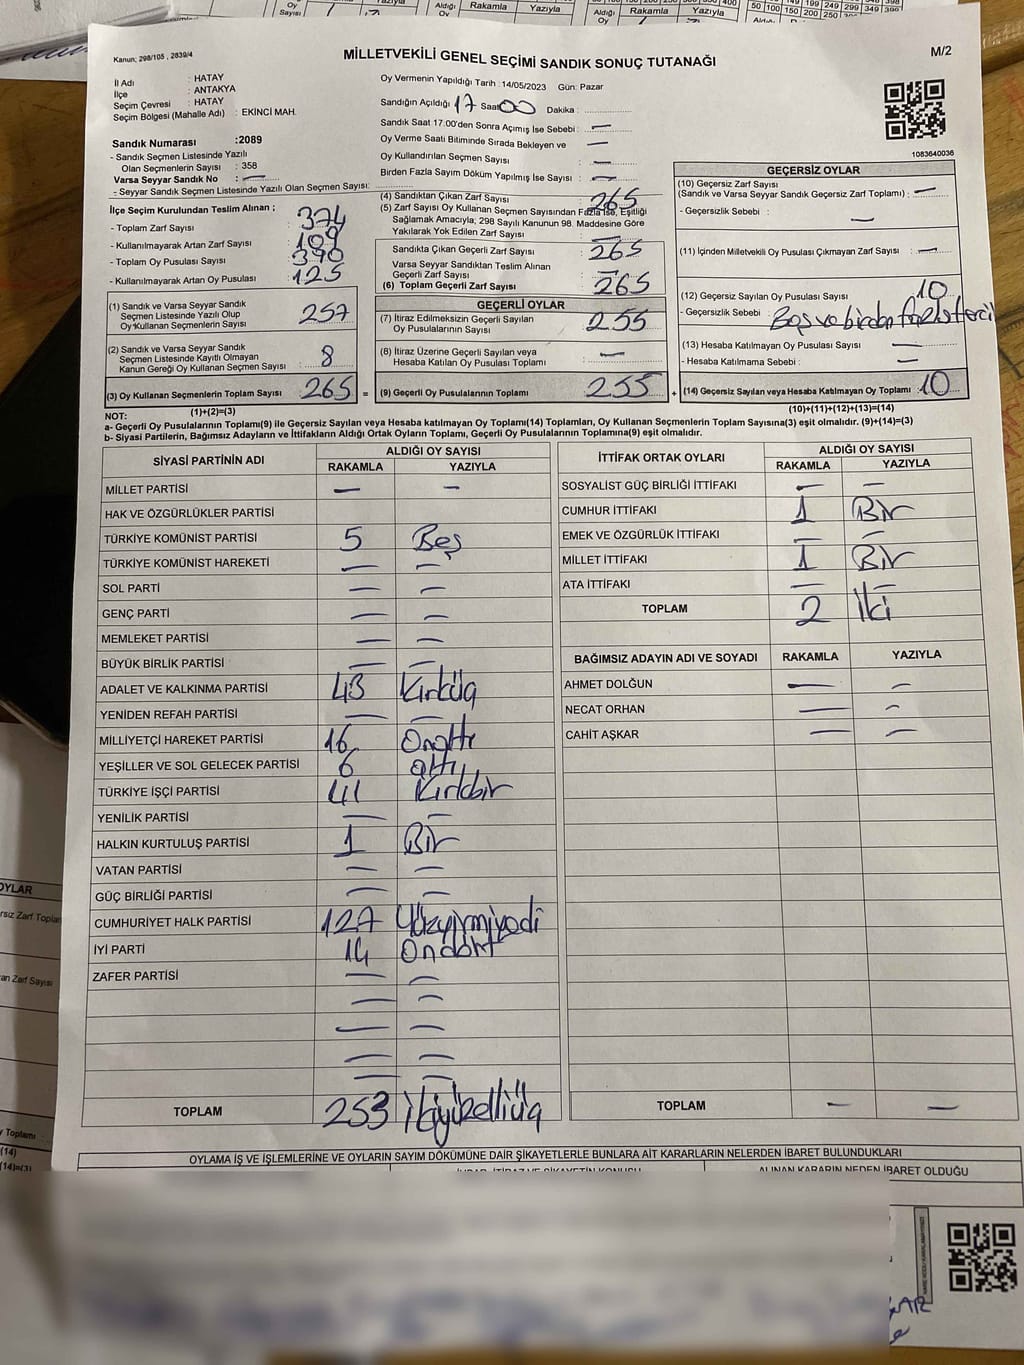 Kanun; 298/105 , 2839/4
MİLLETVEKİLİ GENEL SEÇİMİ SANDIK SONUÇ TUTANAĞI
M/2
İl Adı : HATAY
İlçe : ANTAKYA
Seçim Çevresi : HATAY
Seçim Bölgesi (Mahalle Adı) : EKİNCİ MAH.
Oy Vermenin Yapıldığı Tarih : 14/05/2023 Gün: Pazar
Sandığın Açıldığı 17 Saat 00 Dakika :
Sandık Saat 17.00'den Sonra Açımış İse Sebebi : —
Oy Verme Saati Bitiminde Sırada Bekleyen ve —
Oy Kullandırılan Seçmen Sayısı : —
Birden Fazla Sayım Döküm Yapılmış İse Sayısı : —
1083640036
Sandık Numarası :2089
- Sandık Seçmen Listesinde Yazılı
Olan Seçmenlerin Sayısı : 358
Varsa Seyyar Sandık No : —
- Seyyar Sandık Seçmen Listesinde Yazılı Olan Seçmen Sayısı:
İlçe Seçim Kurulundan Teslim Alınan ;
- Toplam Zarf Sayısı : 374
- Kullanılmayarak Artan Zarf Sayısı : 109
- Toplam Oy Pusulası Sayısı : 390
- Kullanılmayarak Artan Oy Pusulası : 125
(1) Sandık ve Varsa Seyyar Sandık
Seçmen Listesinde Yazılı Olup
Oy Kullanan Seçmenlerin Sayısı : 257
(2) Sandık ve Varsa Seyyar Sandık
Seçmen Listesinde Kayıtlı Olmayan
Kanun Gereği Oy Kullanan Seçmen Sayısı : 8
(3) Oy Kullanan Seçmenlerin Toplam Sayısı : 265 =
(4) Sandıktan Çıkan Zarf Sayısı : 265
(5) Zarf Sayısı Oy Kullanan Seçmen Sayısından Fazla İse, Eşitliği
Sağlamak Amacıyla; 298 Sayılı Kanunun 98. Maddesine Göre
Yakılarak Yok Edilen Zarf Sayısı :
Sandıkta Çıkan Geçerli Zarf Sayısı : 265
Varsa Seyyar Sandıktan Teslim Alınan
Geçerli Zarf Sayısı : —
(6) Toplam Geçerli Zarf Sayısı : 265
GEÇERLİ OYLAR
(7) İtiraz Edilmeksizin Geçerli Sayılan
Oy Pusulalarının Sayısı : 255
(8) İtiraz Üzerine Geçerli Sayılan veya
Hesaba Katılan Oy Pusulası Toplamı : —
(9) Geçerli Oy Pusulalarının Toplamı : 255 +
GEÇERSİZ OYLAR
(10) Geçersiz Zarf Sayısı
(Sandık ve Varsa Seyyar Sandık Geçersiz Zarf Toplamı) : —
- Geçersizlik Sebebi : —
(11) İçinden Milletvekili Oy Pusulası Çıkmayan Zarf Sayısı : —
(12) Geçersiz Sayılan Oy Pusulası Sayısı : 10
- Geçersizlik Sebebi : Boş ve birden fazla tercih
(13) Hesaba Katılmayan Oy Pusulası Sayısı : —
- Hesaba Katılmama Sebebi : —
(14) Geçersiz Sayılan veya Hesaba Katılmayan Oy Toplamı : 10
NOT: (1)+(2)=(3)
(10)+(11)+(12)+(13)=(14)
a- Geçerli Oy Pusulalarının Toplamı(9) ile Geçersiz Sayılan veya Hesaba katılmayan Oy Toplamı(14) Toplamları, Oy Kullanan Seçmenlerin Toplam Sayısına(3) eşit olmalıdır. (9)+(14)=(3)
b- Siyasi Partilerin, Bağımsız Adayların ve İttifakların Aldığı Ortak Oyların Toplamı, Geçerli Oy Pusulalarının Toplamına(9) eşit olmalıdır.
SİYASİ PARTİNİN ADI ALDIĞI OY SAYISI
RAKAMLA YAZIYLA
MİLLET PARTİSİ — —
HAK VE ÖZGÜRLÜKLER PARTİSİ
TÜRKİYE KOMÜNİST PARTİSİ 5 Beş
TÜRKİYE KOMÜNİST HAREKETİ — —
SOL PARTİ — —
GENÇ PARTİ — —
MEMLEKET PARTİSİ — —
BÜYÜK BİRLİK PARTİSİ — —
ADALET VE KALKINMA PARTİSİ 43 Kırküç
YENİDEN REFAH PARTİSİ — —
MİLLİYETÇİ HAREKET PARTİSİ 16 Onaltı
YEŞİLLER VE SOL GELECEK PARTİSİ 6 altı
TÜRKİYE İŞÇİ PARTİSİ 41 Kırkbir
YENİLİK PARTİSİ — —
HALKIN KURTULUŞ PARTİSİ 1 Bir
VATAN PARTİSİ — —
GÜÇ BİRLİĞİ PARTİSİ — —
CUMHURİYET HALK PARTİSİ 127 Yüzyirmiyedi
İYİ PARTİ 14 Ondört
ZAFER PARTİSİ — —
— —
— —
— —
— —
TOPLAM 253 İkiyüzelliüç
İTTİFAK ORTAK OYLARI ALDIĞI OY SAYISI
RAKAMLA YAZIYLA
SOSYALİST GÜÇ BİRLİĞİ İTTİFAKI — —
CUMHUR İTTİFAKI 1 Bir
EMEK VE ÖZGÜRLÜK İTTİFAKI — —
MİLLET İTTİFAKI 1 Bir
ATA İTTİFAKI — —
TOPLAM 2 İki
BAĞIMSIZ ADAYIN ADI VE SOYADI RAKAMLA YAZIYLA
AHMET DOLĞUN — —
NECAT ORHAN — —
CAHİT AŞKAR — —
TOPLAM — —
OYLAMA İŞ VE İŞLEMLERİNE VE OYLARIN SAYIM DÖKÜMÜNE DAİR ŞİKAYETLERLE BUNLARA AİT KARARLARIN NELERDEN İBARET BULUNDUKLARI
ALINAN KARARIN NEDEN İBARET OLDUĞU